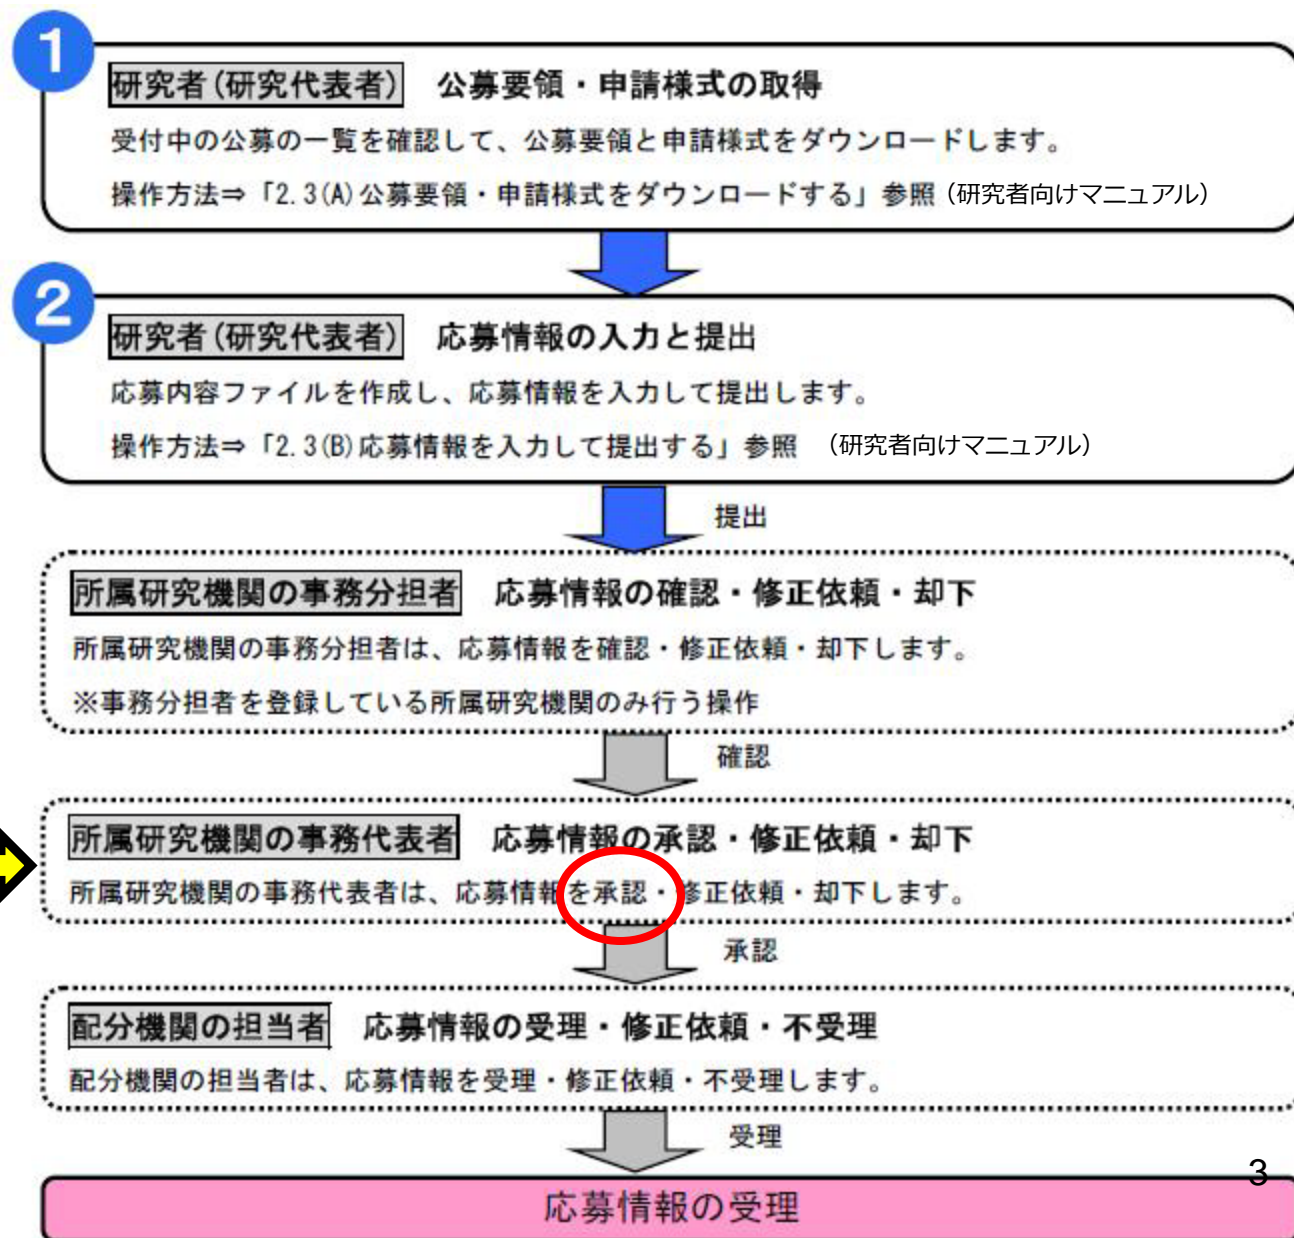 1
研究者(研究代表者) 公募要領・申請様式の取得
受付中の公募の一覧を確認して、公募要領と申請様式をダウンロードします。
操作方法⇒「2.3(A)公募要領・申請様式をダウンロードする」参照（研究者向けマニュアル）
2
研究者(研究代表者) 応募情報の入力と提出
応募内容ファイルを作成し、応募情報を入力して提出します。
操作方法⇒「2.3(B)応募情報を入力して提出する」参照 （研究者向けマニュアル）
提出
所属研究機関の事務分担者 応募情報の確認・修正依頼・却下
所属研究機関の事務分担者は、応募情報を確認・修正依頼・却下します。
※事務分担者を登録している所属研究機関のみ行う操作
確認
所属研究機関の事務代表者 応募情報の承認・修正依頼・却下
所属研究機関の事務代表者は、応募情報を承認・修正依頼・却下します。
承認
配分機関の担当者 応募情報の受理・修正依頼・不受理
配分機関の担当者は、応募情報を受理・修正依頼・不受理します。
受理
3
応募情報の受理